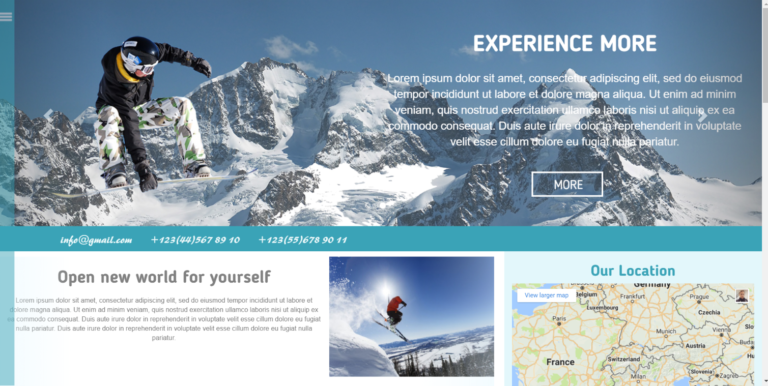 EXPERIENCE MORE
Lorem ipsum dolor sit amet, consectetur adipiscing elit, sed do eiusmod
tempor incididunt ut labore et dolore magna aliqua. Ut enim ad minim
veniam, quis nostrud exercitation ullamco laboris nisi ut aliquip ex ea
commodo consequat. Duis aute irure dolor in reprehenderit in voluptate
velit esse cillum dolore eu fugiat nulla pariatur.
MORE
info@gmail.com +123(44)567 89 10 +123(55)678 90 11
Open new world for yourself
Lorem ipsum dolor sit amet, consectetur adipiscing elit, sed do eiusmod tempor incididunt ut labore et
dolore magna aliqua. Ut enim ad minim veniam, quis nostrud exercitation ullamco laboris nisi ut aliquip ex
ea commodo consequat. Duis aute irure dolor in reprehenderit in voluptate velit esse cillum dolore eu fugiat
nulla pariatur. Duis aute irure dolor in reprehenderit in voluptate velit esse cillum dolore eu fugiat nulla
pariatur
Our Location
View larger map
Belgium
Frankfurt
Germany
Prague
Luxembourg
Czechia
Munich
Austria
France
Switzerland
Slovenia
Milan
Zagreb